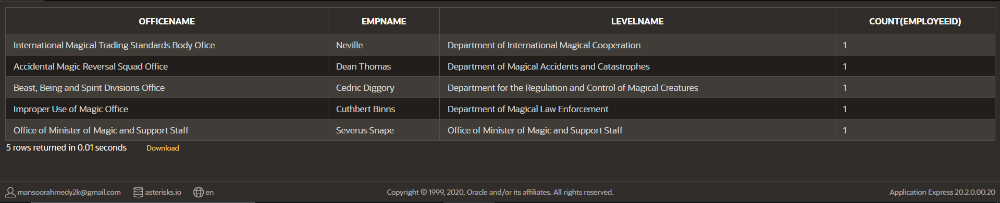 OFFICENAME EMPNAME LEVELNAME COUNT(EMPLOYEEID)
International Magical Trading Standards Body Ofice Neville Department of International Magical Cooperation 1
Accidental Magic Reversal Squad Office Dean Thomas Department of Magical Accidents and Catastrophes 1
Beast, Being and Spirit Divisions Office Cedric Diggory Department for the Regulation and Control of Magical Creatures 1
Improper Use of Magic Office Cuthbert Binns Department of Magical Law Enforcement 1
Office of Minister of Magic and Support Staff Severus Snape Office of Minister of Magic and Support Staff 1
5 rows returned in 0.01 seconds Download
mansoorahmedy2k@gmail.com asterisks.io en Copyright © 1999, 2020, Oracle and/or its affiliates. All rights reserved. Application Express 20.2.0.00.20